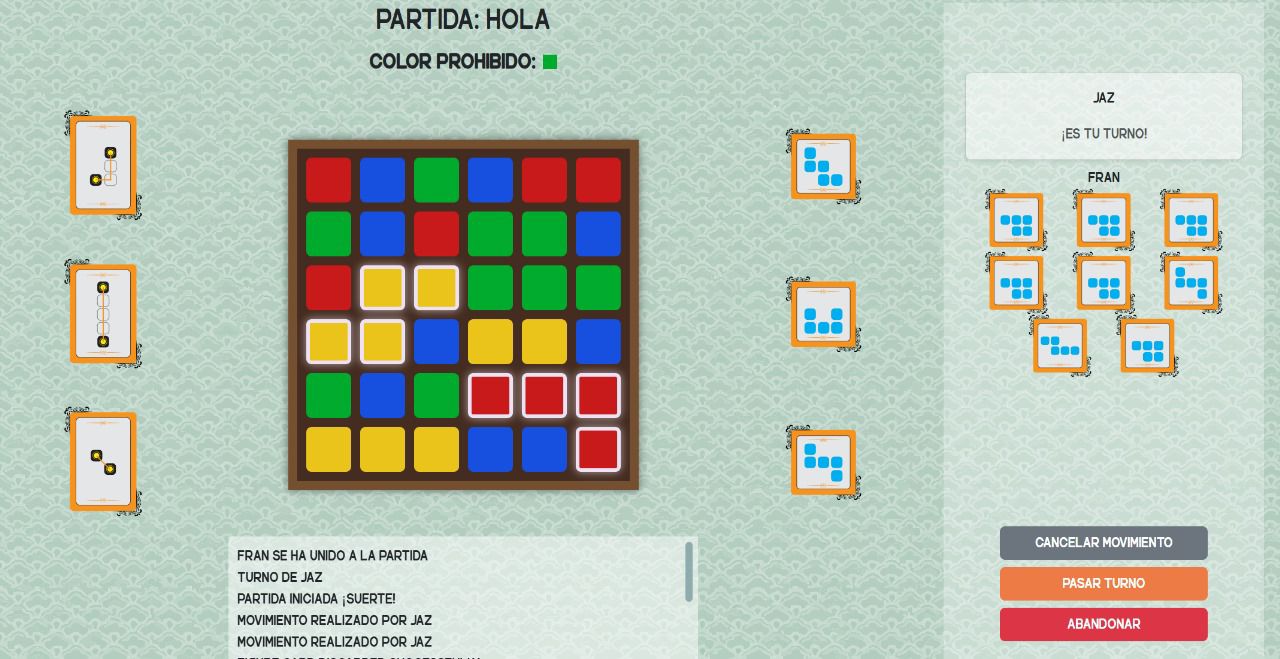 PARTIDA: HOLA
COLOR PROHIBIDO:
JAZ
¡ES TU TURNO!
FRAN
FRAN SE HA UNIDO A LA PARTIDA
TURNO DE JAZ
PARTIDA INICIADA ¡SUERTE!
MOVIMIENTO REALIZADO POR JAZ
MOVIMIENTO REALIZADO POR JAZ
CANCELAR MOVIMIENTO
PASAR TURNO
ABANDONAR